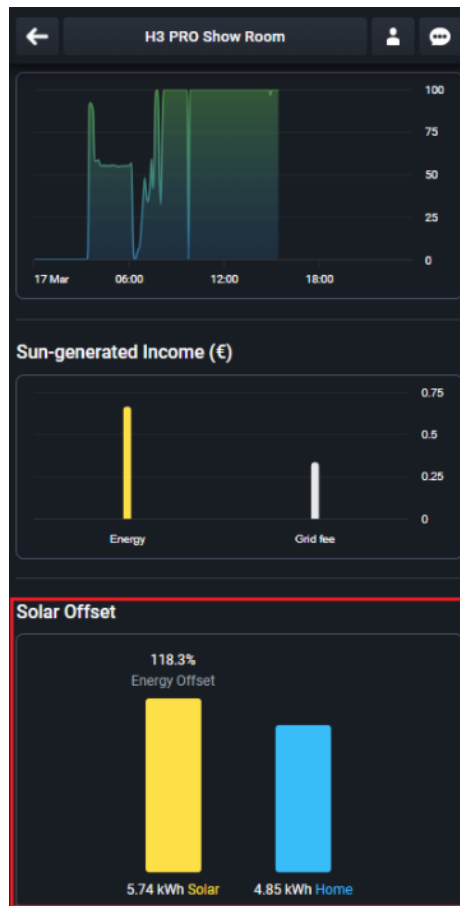 H3 PRO Show Room
100
75
50
25
0
17 Mar 06:00 12:00 18:00
Sun-generated Income (€)
0.75
0.5
0.25
0
Energy Grid fee
Solar Offset
118.3%
Energy Offset
5.74 kWh Solar 4.85 kWh Home